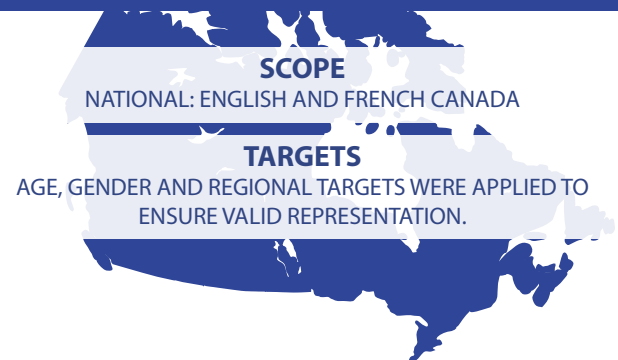 SCOPE
NATIONAL: ENGLISH AND FRENCH CANADA
TARGETS
AGE, GENDER AND REGIONAL TARGETS WERE APPLIED TO
ENSURE VALID REPRESENTATION.